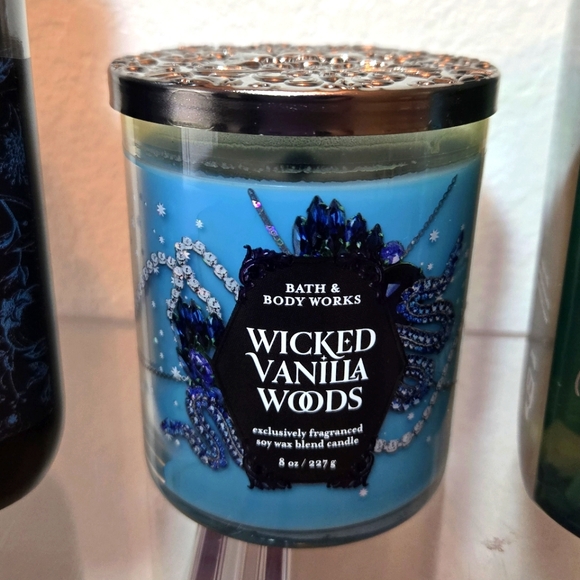 BATH &
BODY WORKS
WICKED
VANILLA
WOODS
exclusively fragranced
soy wax blend candle
8 oz / 227 g